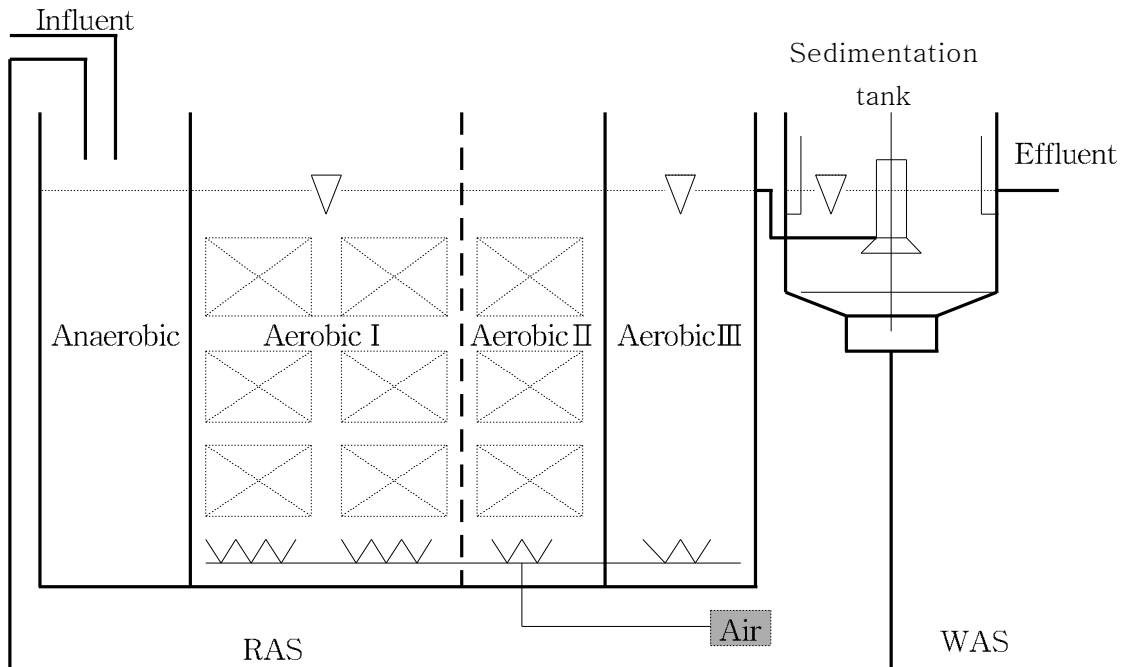 Influent
Sedimentation
tank
Effluent
Anaerobic
Aerobic Ⅰ
Aerobic Ⅱ
Aerobic Ⅲ
Air
RAS
WAS